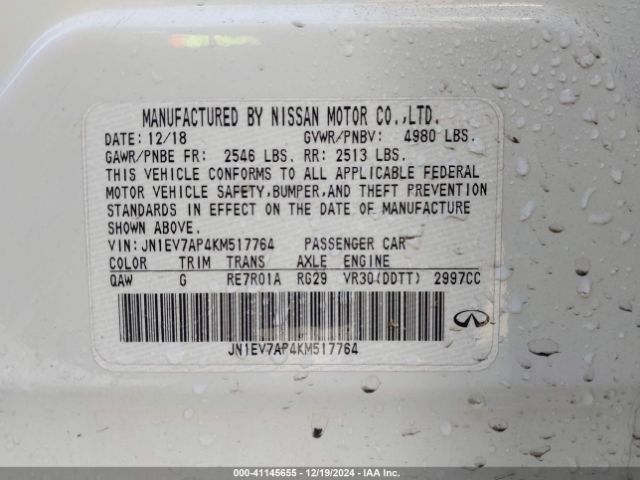 MANUFACTURED BY NISSAN MOTOR CO.,LTD.
DATE: 12/18 GVWR/PNBV: 4980 LBS.
GAWR/PNBE FR: 2546 LBS. RR: 2513 LBS.
THIS VEHICLE CONFORMS TO ALL APPLICABLE FEDERAL
MOTOR VEHICLE SAFETY,BUMPER,AND THEFT PREVENTION
STANDARDS IN EFFECT ON THE DATE OF MANUFACTURE
SHOWN ABOVE.
VIN: JN1EV7AP4KM517764 PASSENGER CAR
COLOR TRIM TRANS AXLE ENGINE
QAW G RE7R01A RG29 VR30(DDTT) 2997CC
JN1EV7AP4KM517764
000-41145655 - 12/19/2024 - IAA Inc.